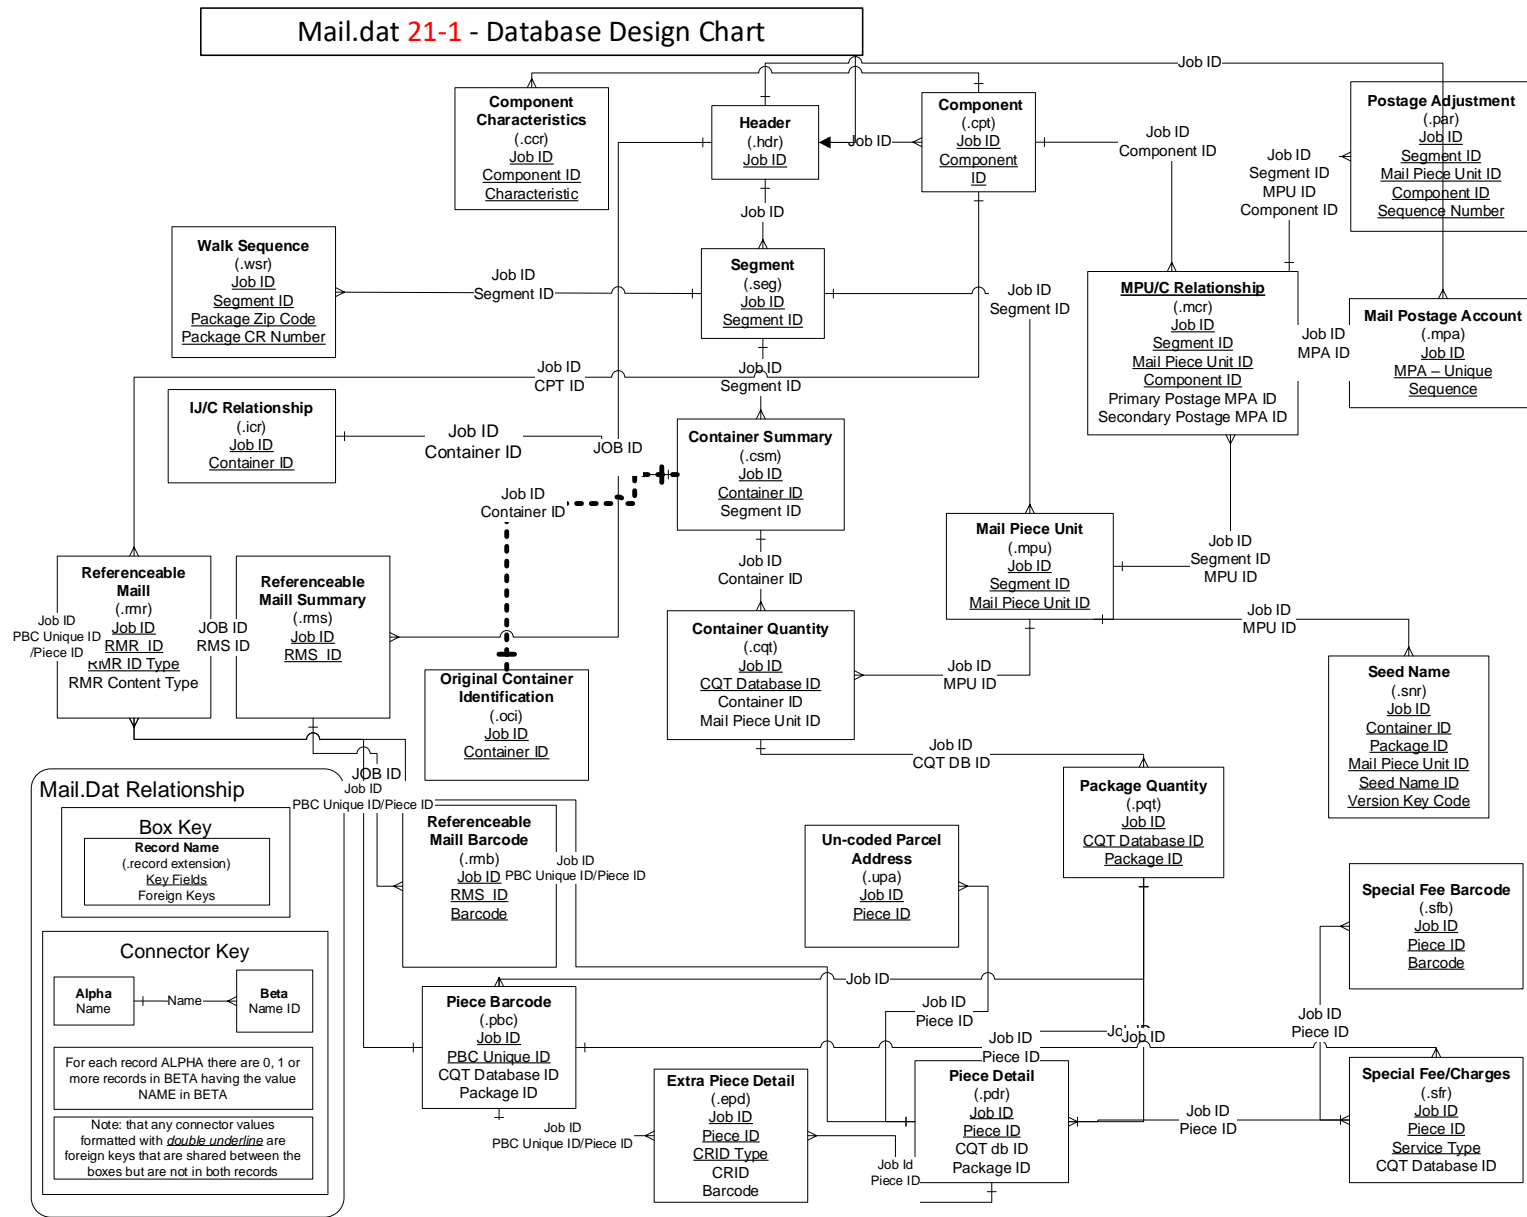 Mail.dat 21-1 - Database Design Chart
Job ID
Component
Characteristics
(.ccr)
Job ID
Component ID
Characteristic
Header
(.hdr)
Job ID
Job ID
Component
(.cpt)
Job ID
Component
ID
Job ID
Component ID
Postage Adjustment
(.par)
Job ID
Segment ID
Mail Piece Unit ID
Component ID
Sequence Number
Job ID
Segment ID
MPU ID
Component ID
Job ID
Walk Sequence
(.wsr)
Job ID
Segment ID
Package Zip Code
Package CR Number
Job ID
Segment ID
Segment
(.seg)
Job ID
Segment ID
Job ID
Segment ID
MPU/C Relationship
(.mcr)
Job ID
Segment ID
Mail Piece Unit ID
Component ID
Primary Postage MPA ID
Secondary Postage MPA ID
Job ID
MPA ID
Mail Postage Account
(.mpa)
Job ID
MPA – Unique
Sequence
Job ID
CPT ID
Job ID
Segment ID
IJ/C Relationship
(.icr)
Job ID
Container ID
Job ID
Container ID
JOB ID
Container Summary
(.csm)
Job ID
Container ID
Segment ID
Job ID
Container ID
Mail Piece Unit
(.mpu)
Job ID
Segment ID
Mail Piece Unit ID
Job ID
Segment ID
MPU ID
Referenceable
Maill
(.rmr)
Job ID
RMR  ID
RMR ID Type
RMR Content Type
Job ID
PBC Unique ID
/Piece ID
JOB ID
RMS ID
Referenceable
Maill Summary
(.rms)
Job ID
RMS  ID
Job ID
Container ID
Job ID
MPU ID
Container Quantity
(.cqt)
Job ID
CQT Database ID
Container ID
Mail Piece Unit ID
Job ID
MPU ID
Original Container
Identification
(.oci)
Job ID
Container ID
Seed Name
(.snr)
Job ID
Container ID
Package ID
Mail Piece Unit ID
Seed Name ID
Version Key Code
Job ID
CQT DB ID
JOB ID
Job ID
PBC Unique ID/Piece ID
Package Quantity
(.pqt)
Job ID
CQT Database ID
Package ID
Mail.Dat Relationship
Box Key
Record Name
(.record extension)
Key Fields
Foreign Keys
Connector Key
Alpha
Name
Name
Beta
Name ID
For each record ALPHA there are 0, 1 or
more records in BETA having the value
NAME in BETA
Note: that any connector values
formatted with double underline are
foreign keys that are shared between the
boxes but are not in both records
Referenceable
Maill Barcode
(.rmb)
Job ID
RMS  ID
Barcode
Job ID
PBC Unique ID/Piece ID
Un-coded Parcel
Address
(.upa)
Job ID
Piece ID
Special Fee Barcode
(.sfb)
Job ID
Piece ID
Barcode
Job ID
Piece Barcode
(.pbc)
Job ID
PBC Unique ID
CQT Database ID
Package ID
Job ID
Piece ID
Job ID
Piece ID
Job ID
Job ID
Job ID
Piece ID
Extra Piece Detail
(.epd)
Job ID
Piece ID
CRID Type
CRID
Barcode
Job ID
PBC Unique ID/Piece ID
Piece Detail
(.pdr)
Job ID
Piece ID
CQT db ID
Package ID
Job Id
Piece ID
Job ID
Piece ID
Special Fee/Charges
(.sfr)
Job ID
Piece ID
Service Type
CQT Database ID